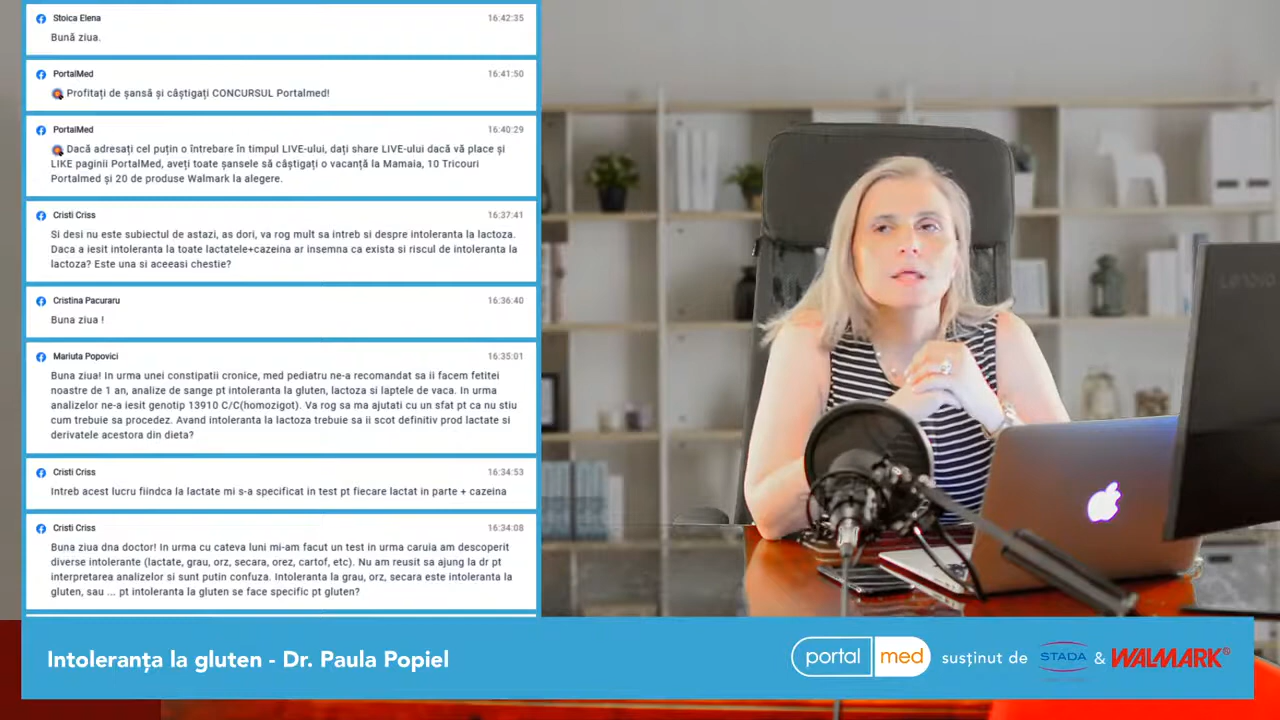 Stoica Elena 16:42:35
Bună ziua.
PortalMed 16:41:50
Profitați de șansă și câștigați CONCURSUL Portalmed!
PortalMed 16:40:29
Dacă adresați cel puțin o întrebare în timpul LIVE-ului, dați share LIVE-ului dacă vă place și
LIKE paginii PortalMed, aveți toate șansele să câștigați o vacanță la Mamaia, 10 Tricouri
Portalmed și 20 de produse Walmark la alegere.
Cristi Criss 16:37:41
Si desi nu este subiectul de astazi, as dori, va rog mult sa intreb si despre intoleranta la lactoza.
Daca a iesit intoleranta la toate lactatele+cazeina ar insemna ca exista si riscul de intoleranta la
lactoza? Este una si aceeasi chestie?
Cristina Pacuraru 16:36:40
Buna ziua !
Mariuta Popovici 16:35:01
Buna ziua! In urma unei constipatii cronice, med pediatru ne-a recomandat sa ii facem fetitei
noastre de 1 an, analize de sange pt intoleranta la gluten, lactoza si laptele de vaca. In urma
analizelor ne-a iesit genotip 13910 C/C(homozigot). Va rog sa ma ajutati cu un sfat pt ca nu stiu
cum trebuie sa procedez. Avand intoleranta la lactoza trebuie sa ii scot definitiv prod lactate si
derivatele acestora din dieta?
Cristi Criss 16:34:53
Intreb acest lucru fiindca la lactate mi s-a specificat in test pt fiecare lactat in parte + cazeina
Cristi Criss 16:34:08
Buna ziua dna doctor! In urma cu cateva luni mi-am facut un test in urma caruia am descoperit
diverse intolerante (lactate, grau, orz, secara, orez, cartof, etc). Nu am reusit sa ajung la dr pt
interpretarea analizelor si sunt putin confuza. Intoleranta la grau, orz, secara este intoleranta la
gluten, sau ... pt intoleranta la gluten se face specific pt gluten?
Lenovo
Intoleranța la gluten - Dr. Paula Popiel
portal med susținut de STADA & WALMARK®